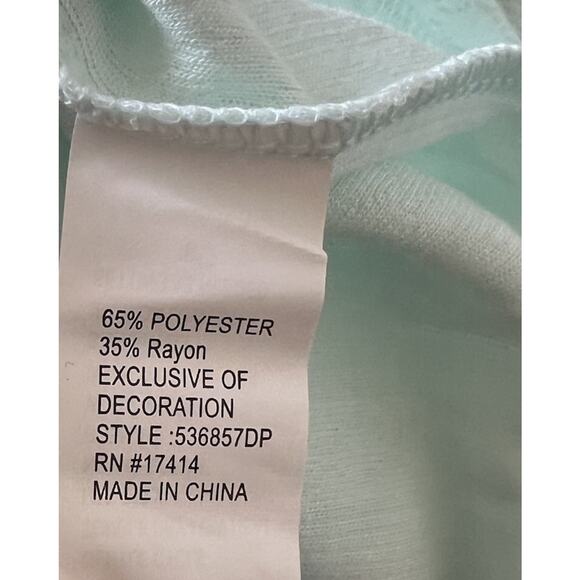 65% POLYESTER
35% Rayon
EXCLUSIVE OF
DECORATION
STYLE :536857DP
RN #17414
MADE IN CHINA